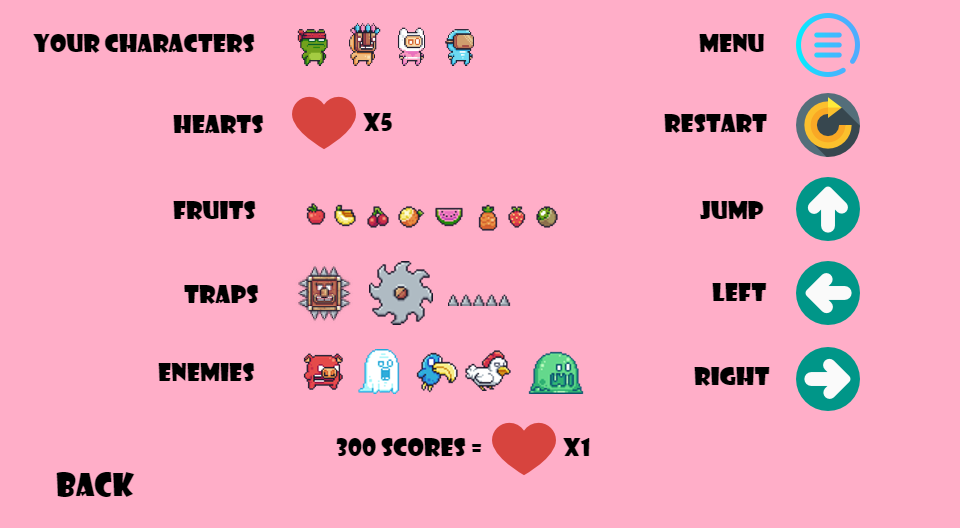 YOUR CHARACTERS
MENU
HEARTS
X5
RESTART
FRUITS
JUMP
TRAPS
LEFT
ENEMIES
RIGHT
300 SCORES = X1
BACK